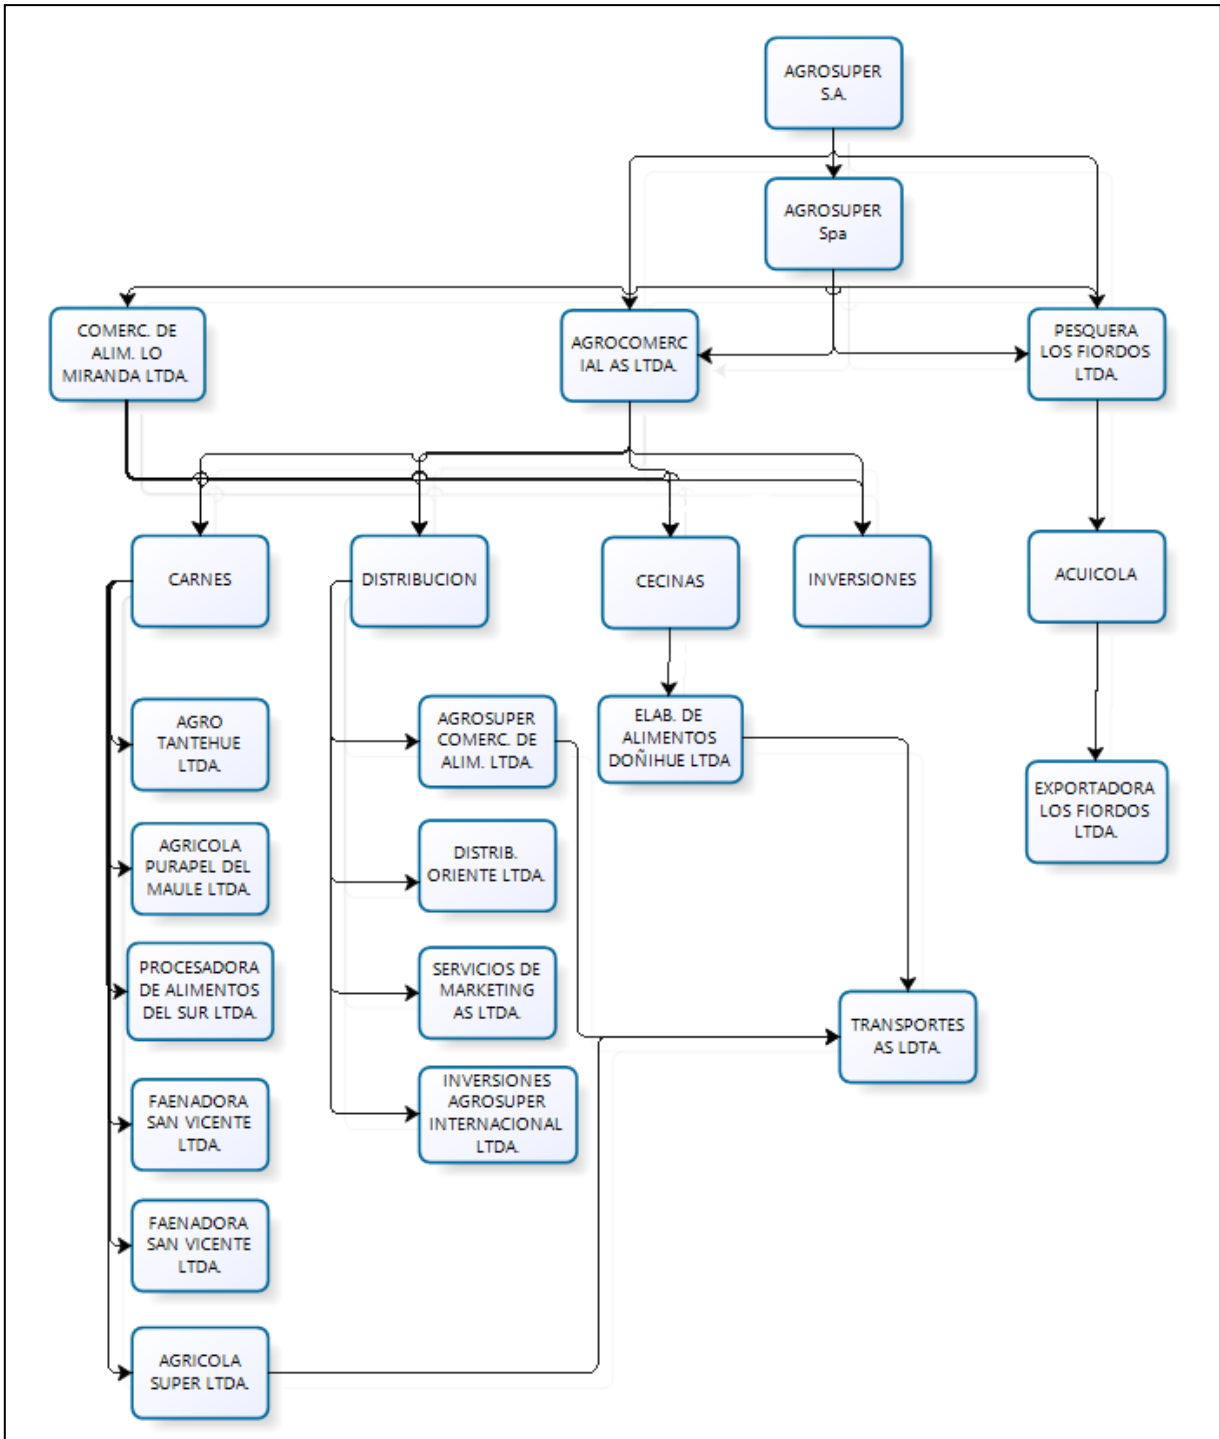 AGROSUPER
S.A.
AGROSUPER
Spa
COMERC. DE
ALIM. LO
MIRANDA LTDA.
AGROCOMERC
IAL AS LTDA.
PESQUERA
LOS FIORDOS
LTDA.
CARNES
DISTRIBUCION
CECINAS
INVERSIONES
ACUICOLA
AGRO
TANTEHUE
LTDA.
AGROSUPER
COMERC. DE
ALIM. LTDA.
ELAB. DE
ALIMENTOS
DOÑIHUE LTDA
EXPORTADORA
LOS FIORDOS
LTDA.
AGRICOLA
PURAPEL DEL
MAULE LTDA.
DISTRIB.
ORIENTE LTDA.
PROCESADORA
DE ALIMENTOS
DEL SUR LTDA.
SERVICIOS DE
MARKETING
AS LTDA.
TRANSPORTES
AS LDTA.
FAENADORA
SAN VICENTE
LTDA.
INVERSIONES
AGROSUPER
INTERNACIONAL
LTDA.
FAENADORA
SAN VICENTE
LTDA.
AGRICOLA
SUPER LTDA.